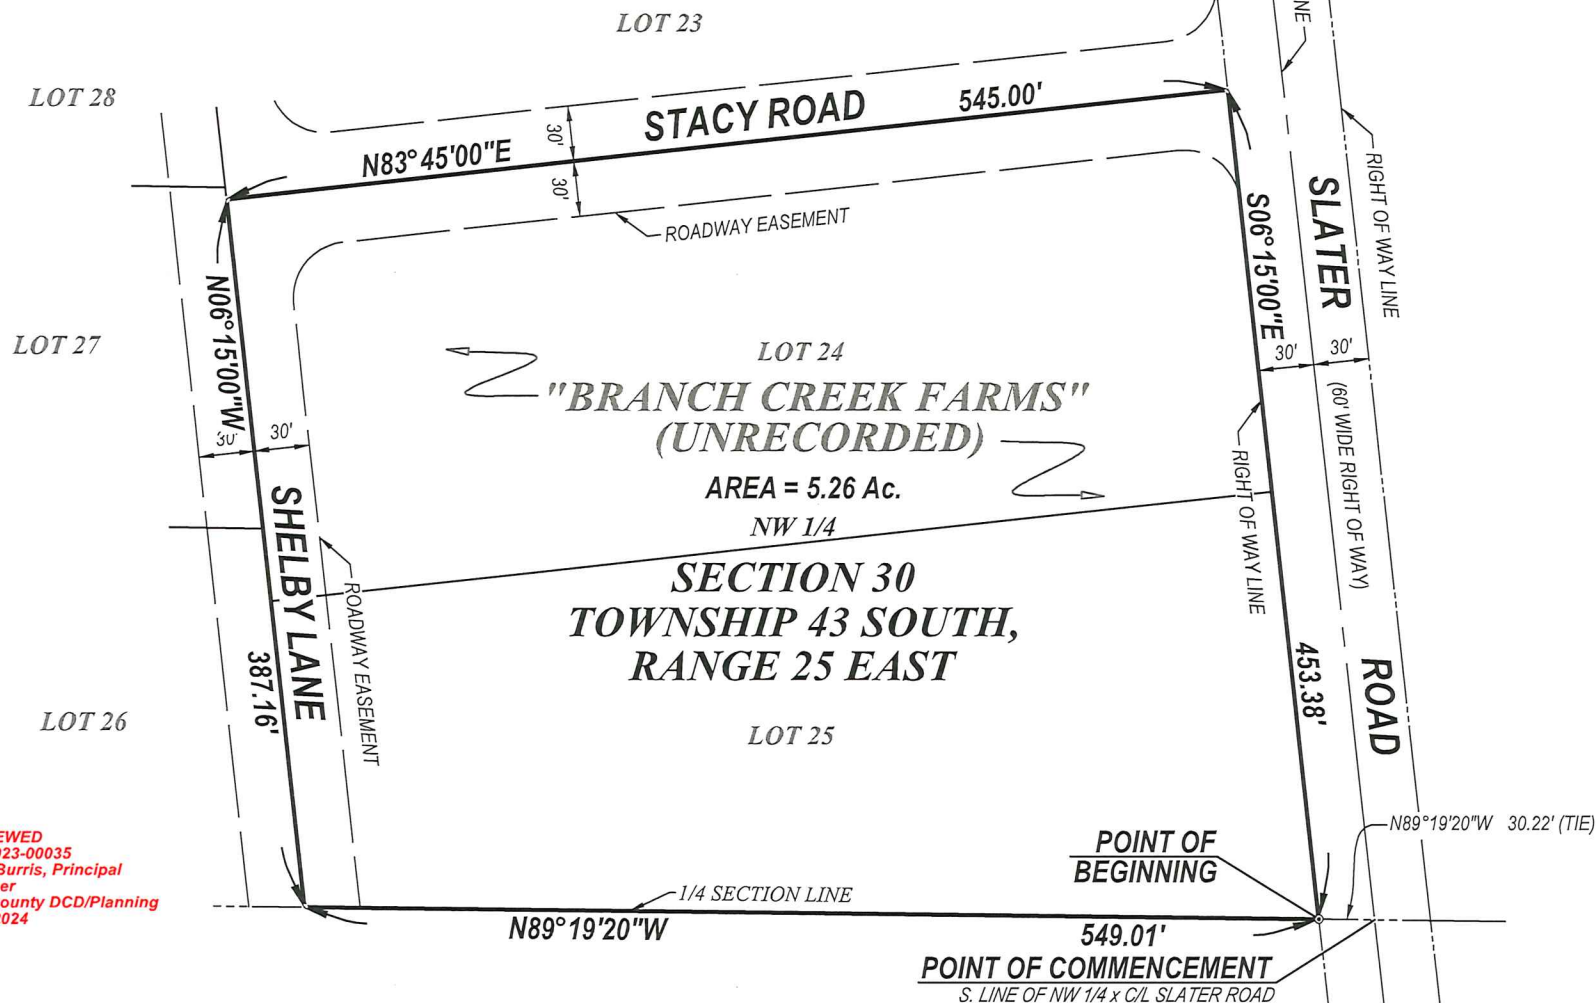 LOT 23
LOT 28
STACY ROAD
545.00'
N83°45'00"E
30'
30'
ROADWAY EASEMENT
NE
RIGHT OF WAY LINE
SLATER
S06°15'00"E
30'
30'
(60' WIDE RIGHT OF WAY)
RIGHT OF WAY LINE
N06°15'00"W
LOT 27
30'
30'
LOT 24
"BRANCH CREEK FARMS"
(UNRECORDED)
AREA = 5.26 Ac.
NW 1/4
SECTION 30
TOWNSHIP 43 SOUTH,
RANGE 25 EAST
SHELBY LANE
ROADWAY EASEMENT
387.16'
453.38'
ROAD
LOT 26
LOT 25
EWED
023-00035
Burris, Principal
er
ounty DCD/Planning
2024
POINT OF
BEGINNING
N89°19'20"W 30.22' (TIE)
1/4 SECTION LINE
N89°19'20"W
549.01'
POINT OF COMMENCEMENT
S. LINE OF NW 1/4 x C/L SLATER ROAD